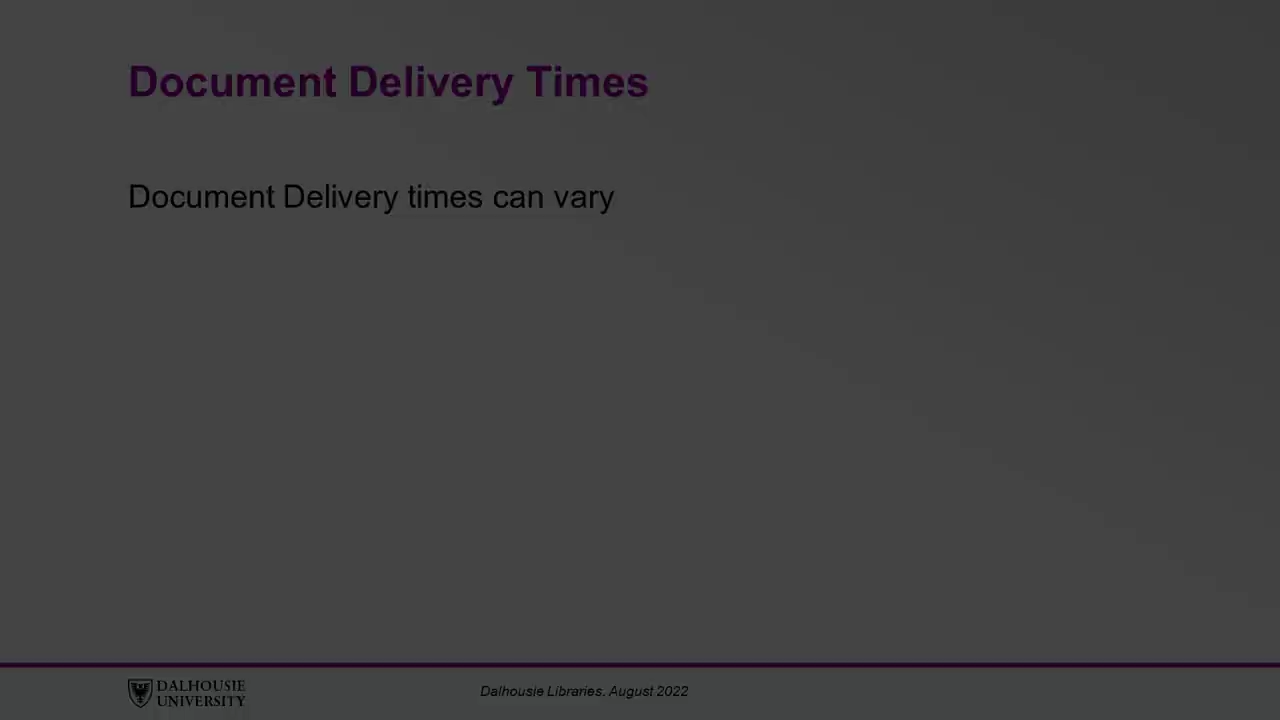 Document Delivery Times
Document Delivery times can vary
DALHOUSIE
UNIVERSITY
Dalhousie Libraries, August 2022